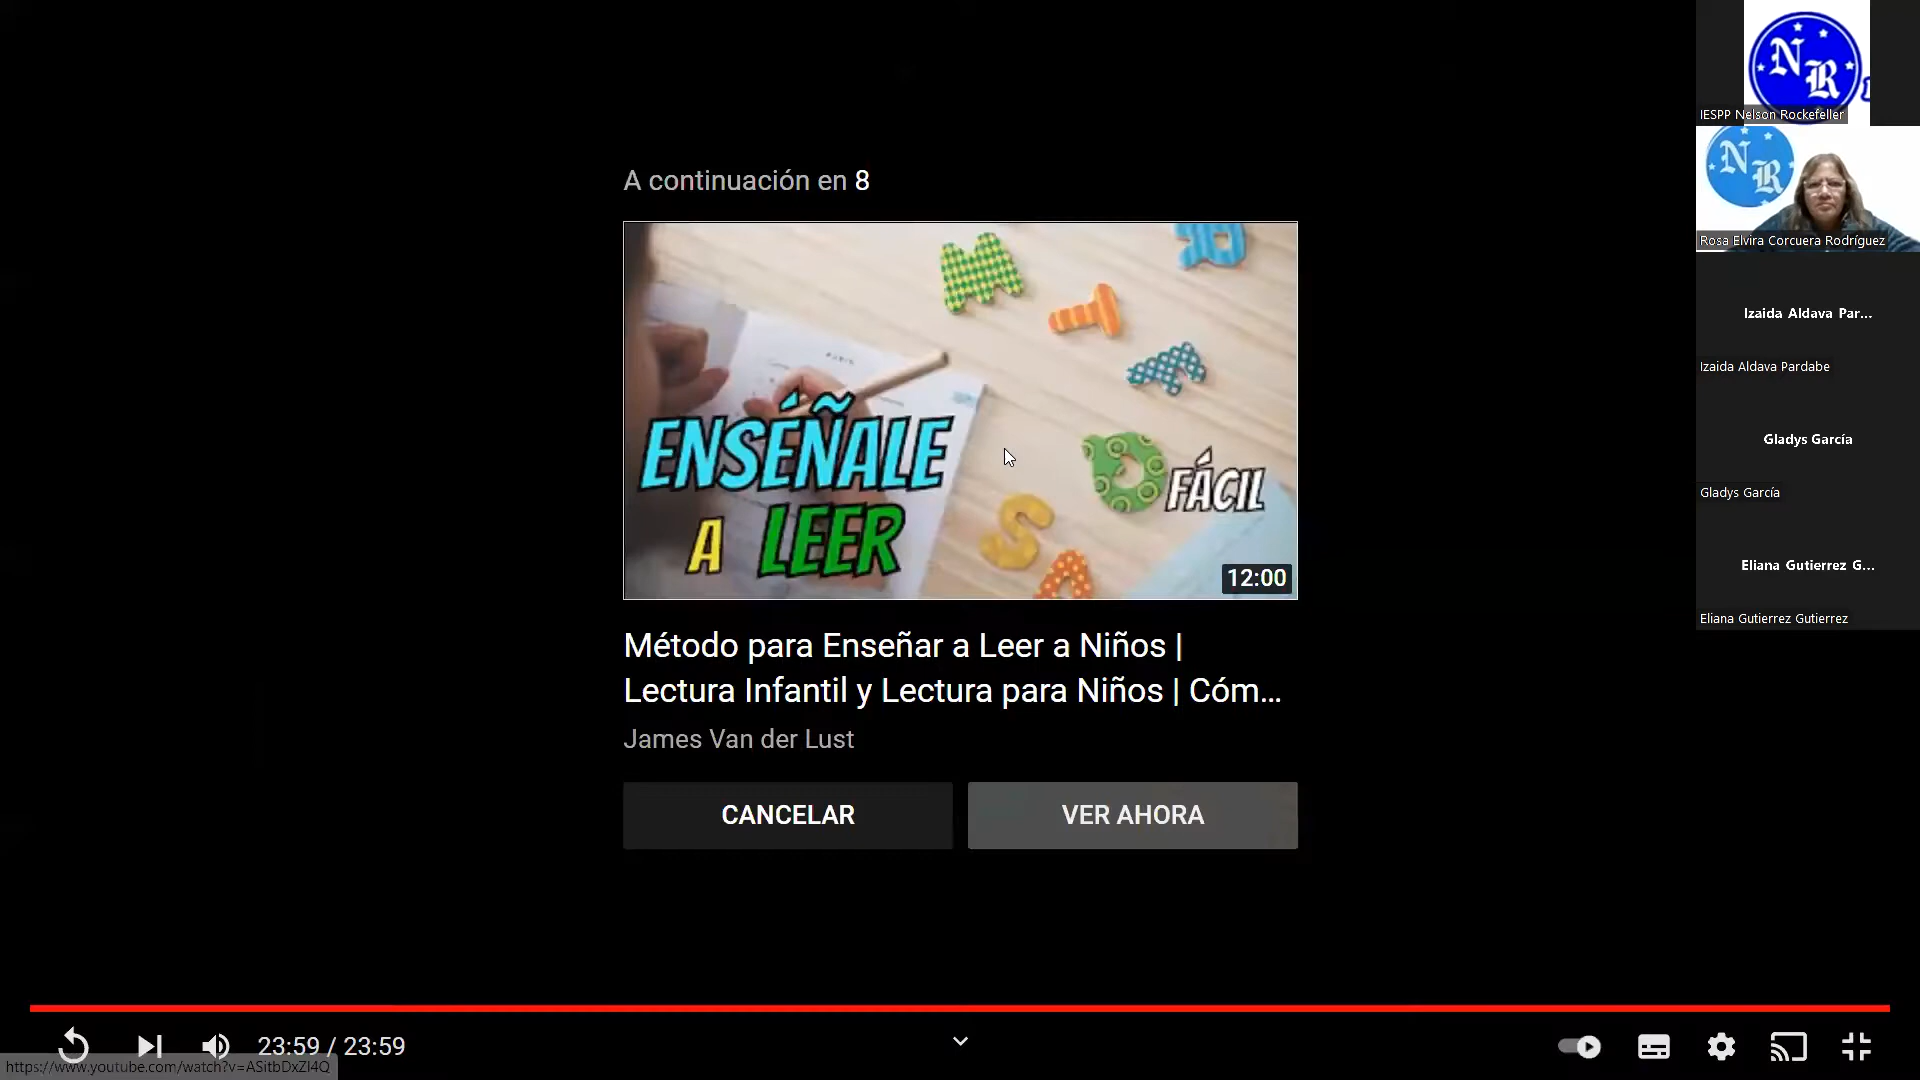 A continuación en 8
ENSÉÑALE
A LEER
FÁCIL
12:00
Método para Enseñar a Leer a Niños |
Lectura Infantil y Lectura para Niños | Cóm...
James Van der Lust
CANCELAR
VER AHORA
23:59 / 23:59
https://www.youtube.com/watch?v=ASitbDxZl4Q
NR
IESPP Nelson Rockefeller
NR
Rosa Elvira Corcuera Rodríguez
Izaida Aldava Par...
Izaida Aldava Pardabe
Gladys García
Gladys García
Eliana Gutierrez G...
Eliana Gutierrez Gutierrez